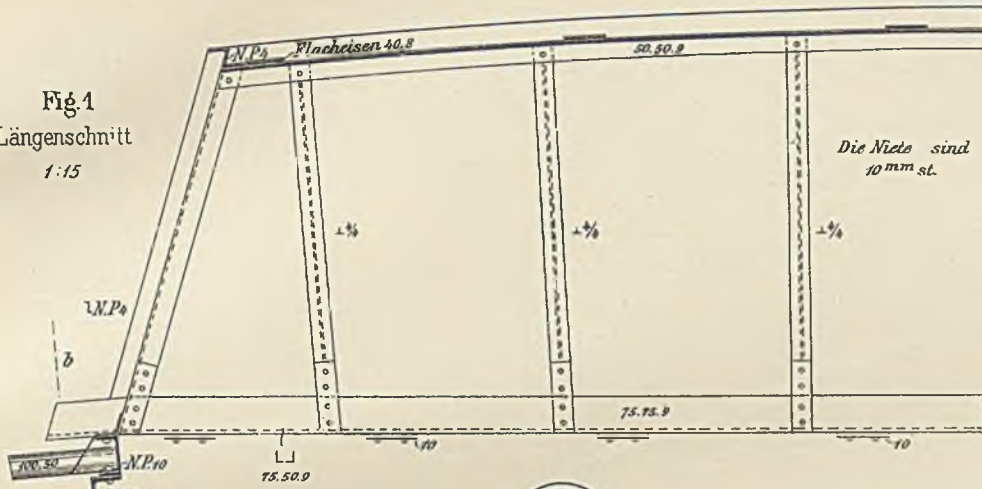 N.P.4
Flacheisen 40.8
50.50.9
Fig.1
Längenschnitt
1:15
Die Niete sind
10 mm st.
⊥4/4
⊥4/4
⊥4/4
N.P.4
b
75.75.9
10
10
100.50
N.P.10
75.50.9